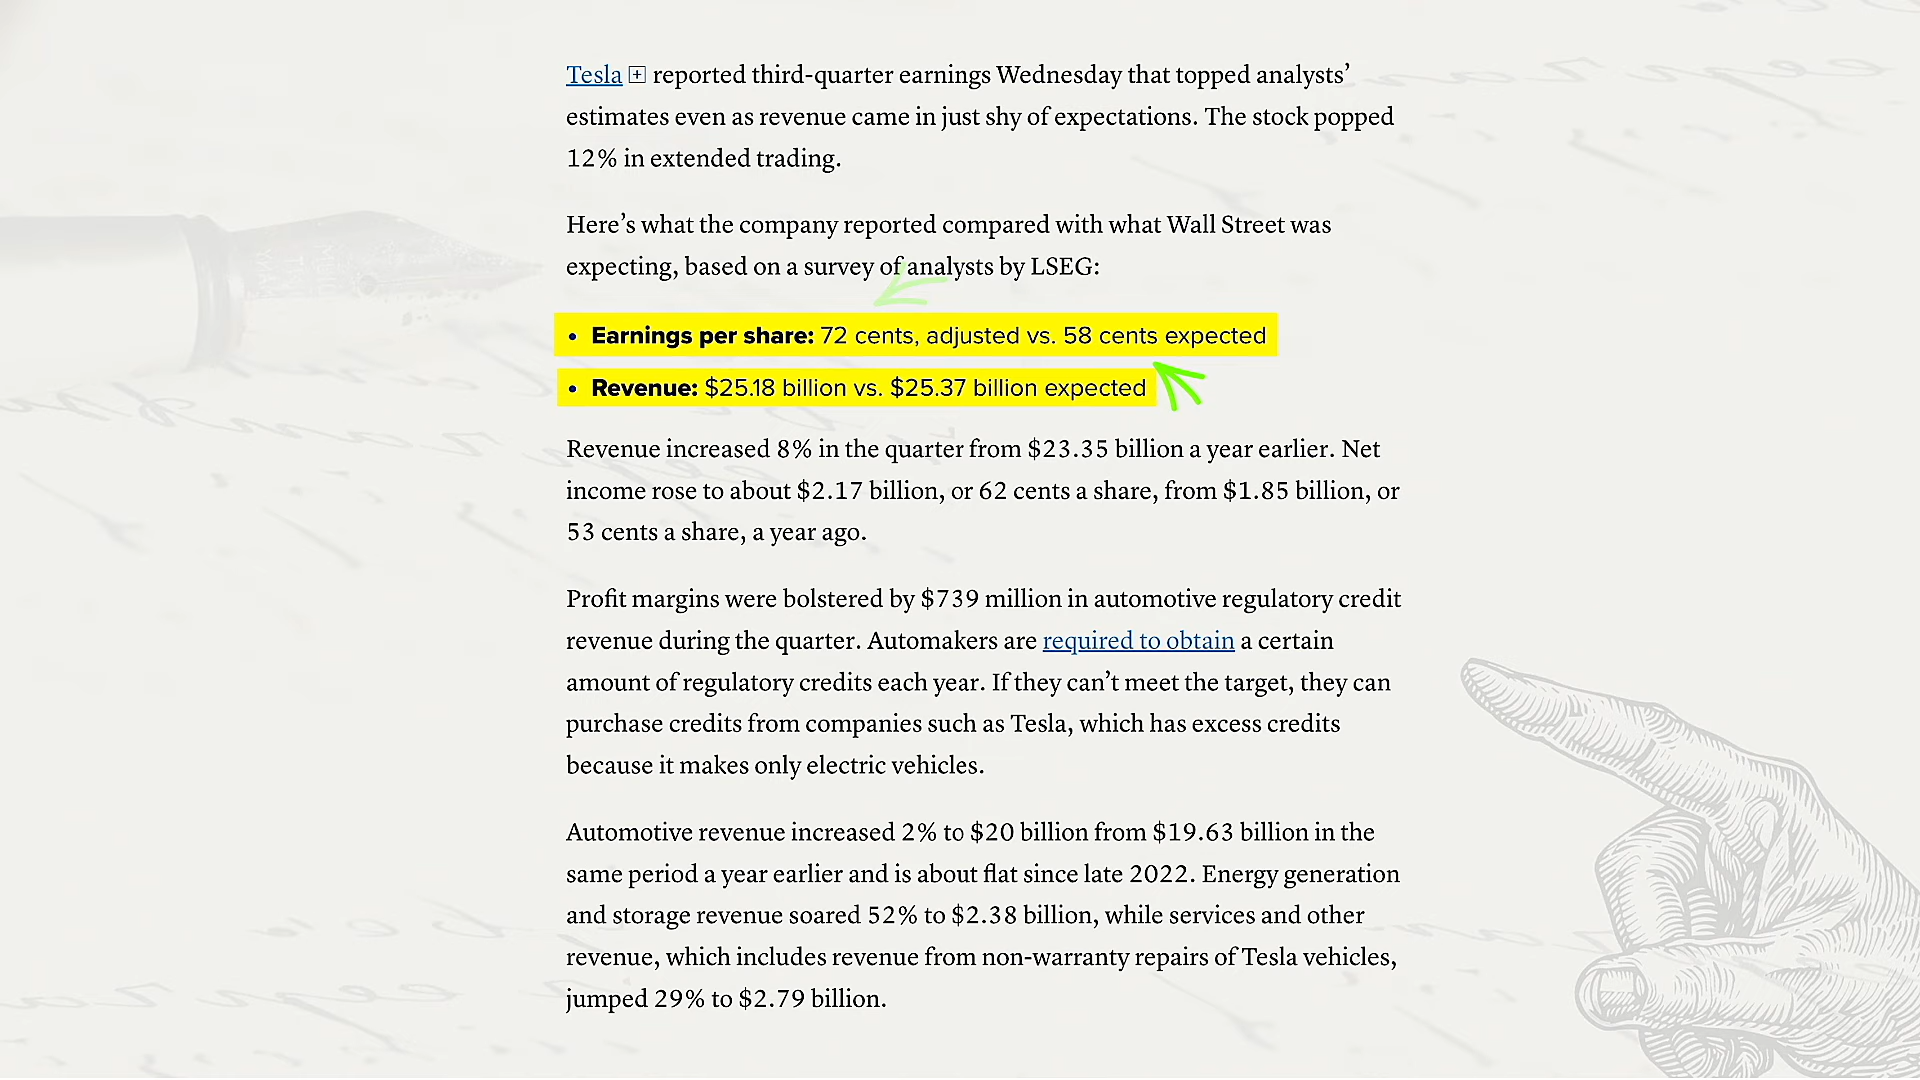 Tesla + reported third-quarter earnings Wednesday that topped analysts’
estimates even as revenue came in just shy of expectations. The stock popped
12% in extended trading.
Here’s what the company reported compared with what Wall Street was
expecting, based on a survey of analysts by LSEG:
• Earnings per share: 72 cents, adjusted vs. 58 cents expected
• Revenue: $25.18 billion vs. $25.37 billion expected
Revenue increased 8% in the quarter from $23.35 billion a year earlier. Net
income rose to about $2.17 billion, or 62 cents a share, from $1.85 billion, or
53 cents a share, a year ago.
Profit margins were bolstered by $739 million in automotive regulatory credit
revenue during the quarter. Automakers are required to obtain a certain
amount of regulatory credits each year. If they can’t meet the target, they can
purchase credits from companies such as Tesla, which has excess credits
because it makes only electric vehicles.
Automotive revenue increased 2% to $20 billion from $19.63 billion in the
same period a year earlier and is about flat since late 2022. Energy generation
and storage revenue soared 52% to $2.38 billion, while services and other
revenue, which includes revenue from non-warranty repairs of Tesla vehicles,
jumped 29% to $2.79 billion.